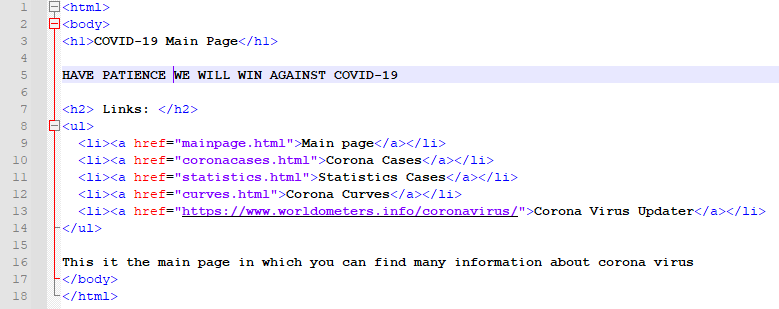 1 <html>
2 <body>
3 <h1>COVID-19 Main Page</h1>
4
5 HAVE PATIENCE WE WILL WIN AGAINST COVID-19
6
7 <h2> Links: </h2>
8 <ul>
9 <li><a href="mainpage.html">Main page</a></li>
10 <li><a href="coronacases.html">Corona Cases</a></li>
11 <li><a href="statistics.html">Statistics Cases</a></li>
12 <li><a href="curves.html">Corona Curves</a></li>
13 <li><a href="https://www.worldometers.info/coronavirus/">Corona Virus Updater</a></li>
14 </ul>
15
16 This it the main page in which you can find many information about corona virus
17 </body>
18 </html>